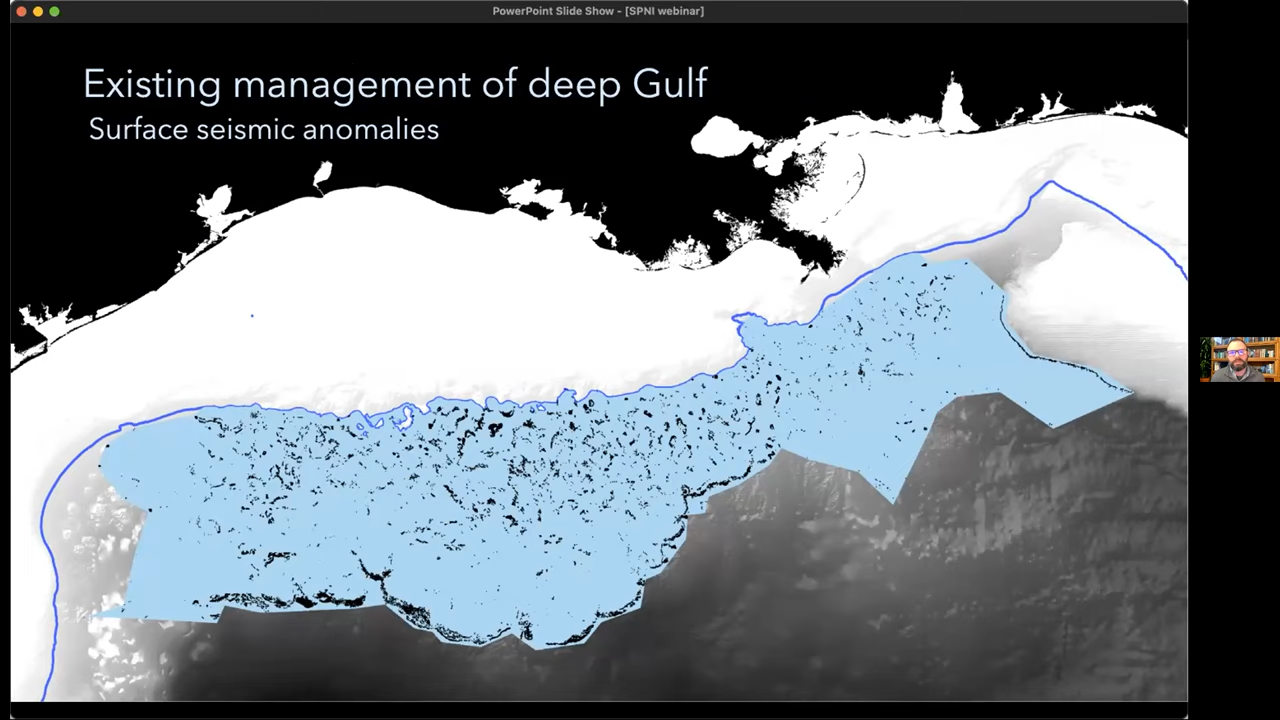 PowerPoint Slide Show - [SPNI webinar]
Existing management of deep Gulf
Surface seismic anomalies